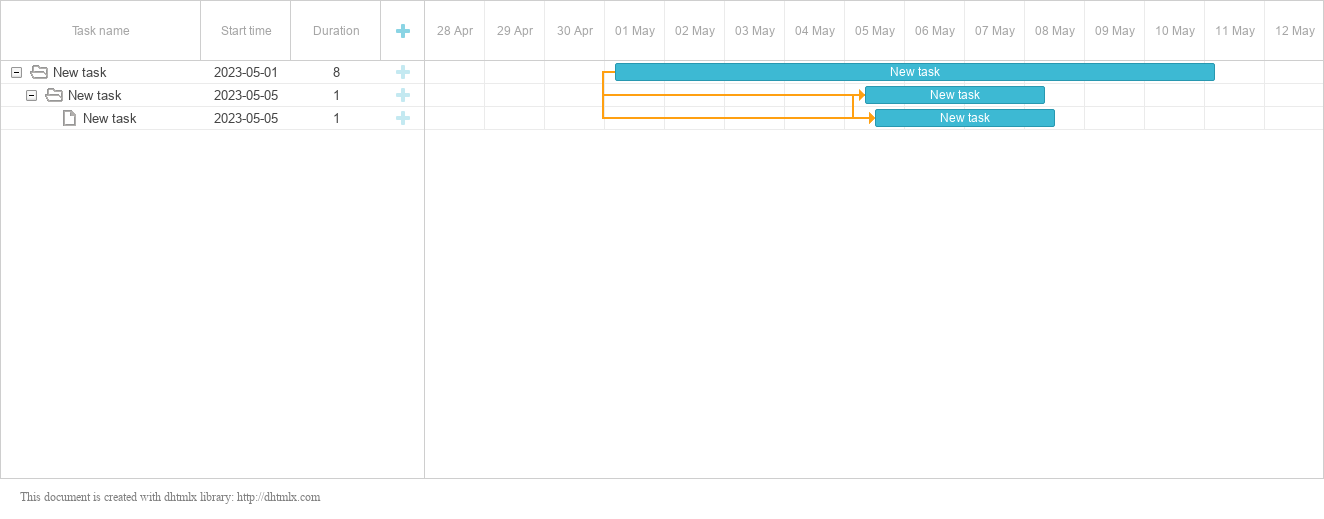 Task name Start time Duration 28 Apr 29 Apr 30 Apr 01 May 02 May 03 May 04 May 05 May 06 May 07 May 08 May 09 May 10 May 11 May 12 May
New task 2023-05-01 8 New task
New task 2023-05-05 1 New task
New task 2023-05-05 1 New task
This document is created with dhtmlx library: http://dhtmlx.com